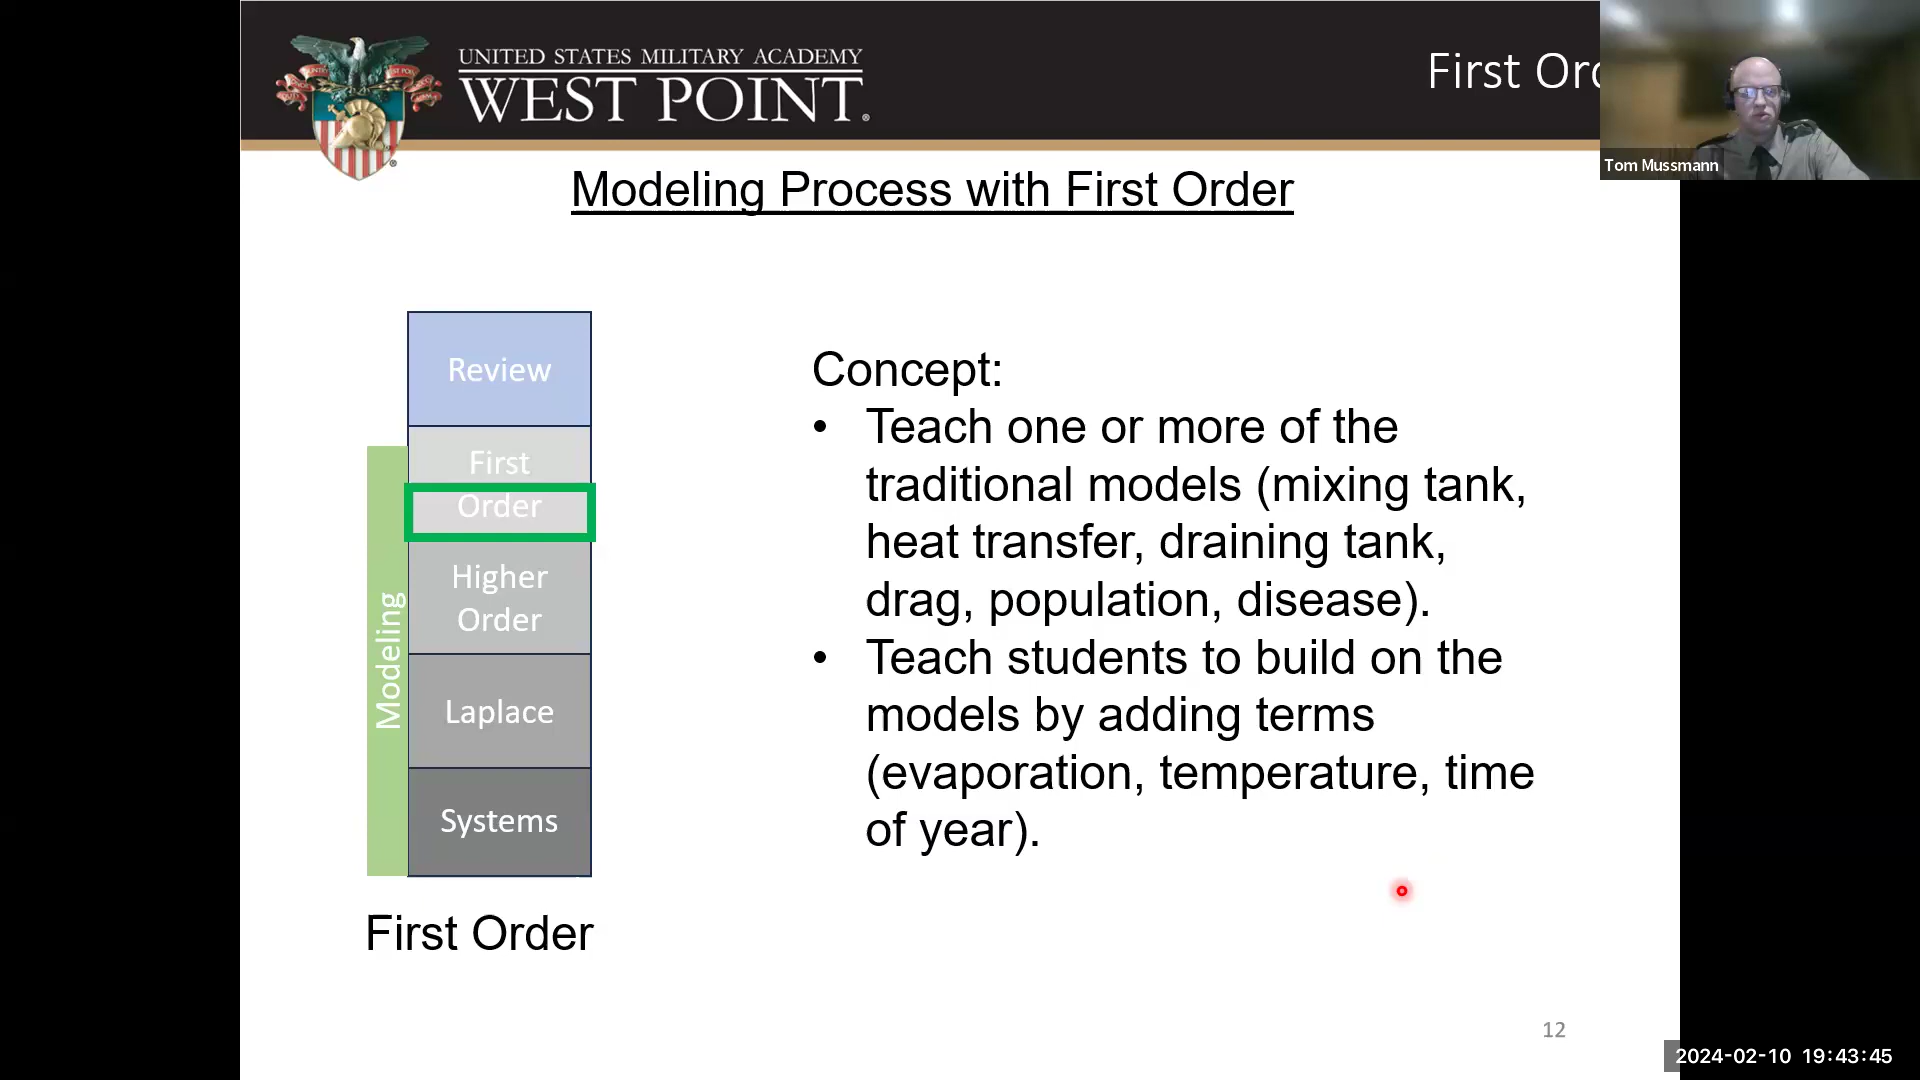 UNITED STATES MILITARY ACADEMY
WEST POINT
First Ord
Tom Mussmann
Modeling Process with First Order
Review
First
Order
Higher
Order
Laplace
Systems
Modeling
First Order
Concept:
• Teach one or more of the
traditional models (mixing tank,
heat transfer, draining tank,
drag, population, disease).
• Teach students to build on the
models by adding terms
(evaporation, temperature, time
of year).
12
2024-02-10 19:43:45